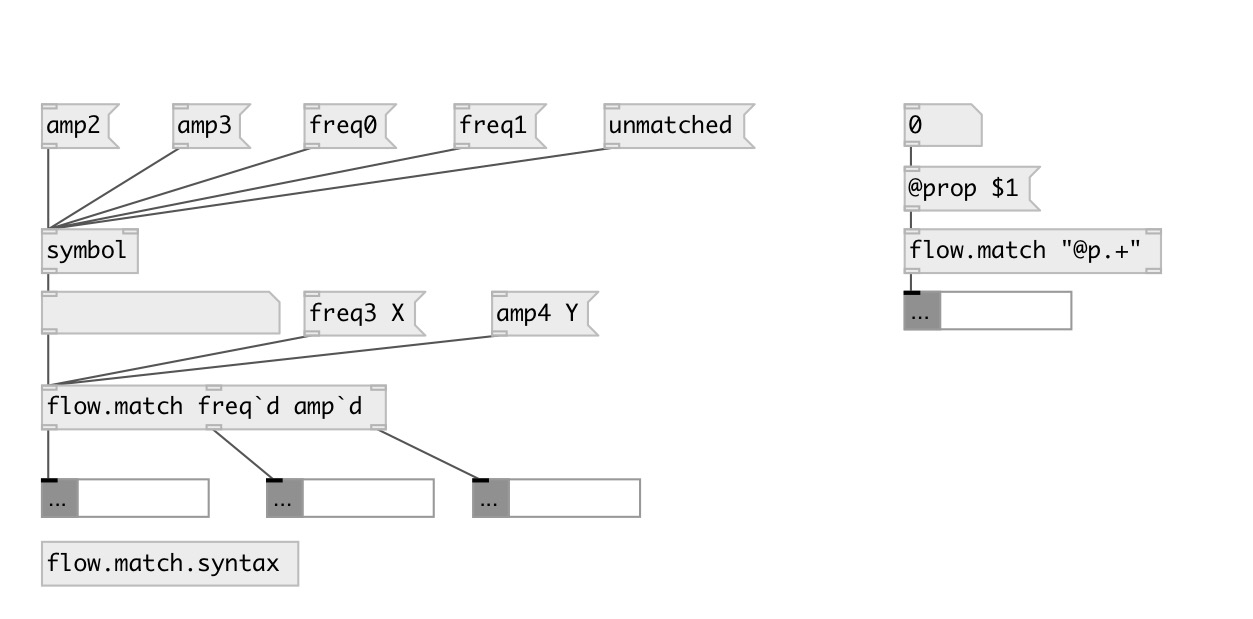 amp2
amp3
freq0
freq1
unmatched
0
@prop $1
symbol
flow.match "@p.+"
freq3 X
amp4 Y
...
flow.match freq`d amp`d
...
...
...
flow.match.syntax